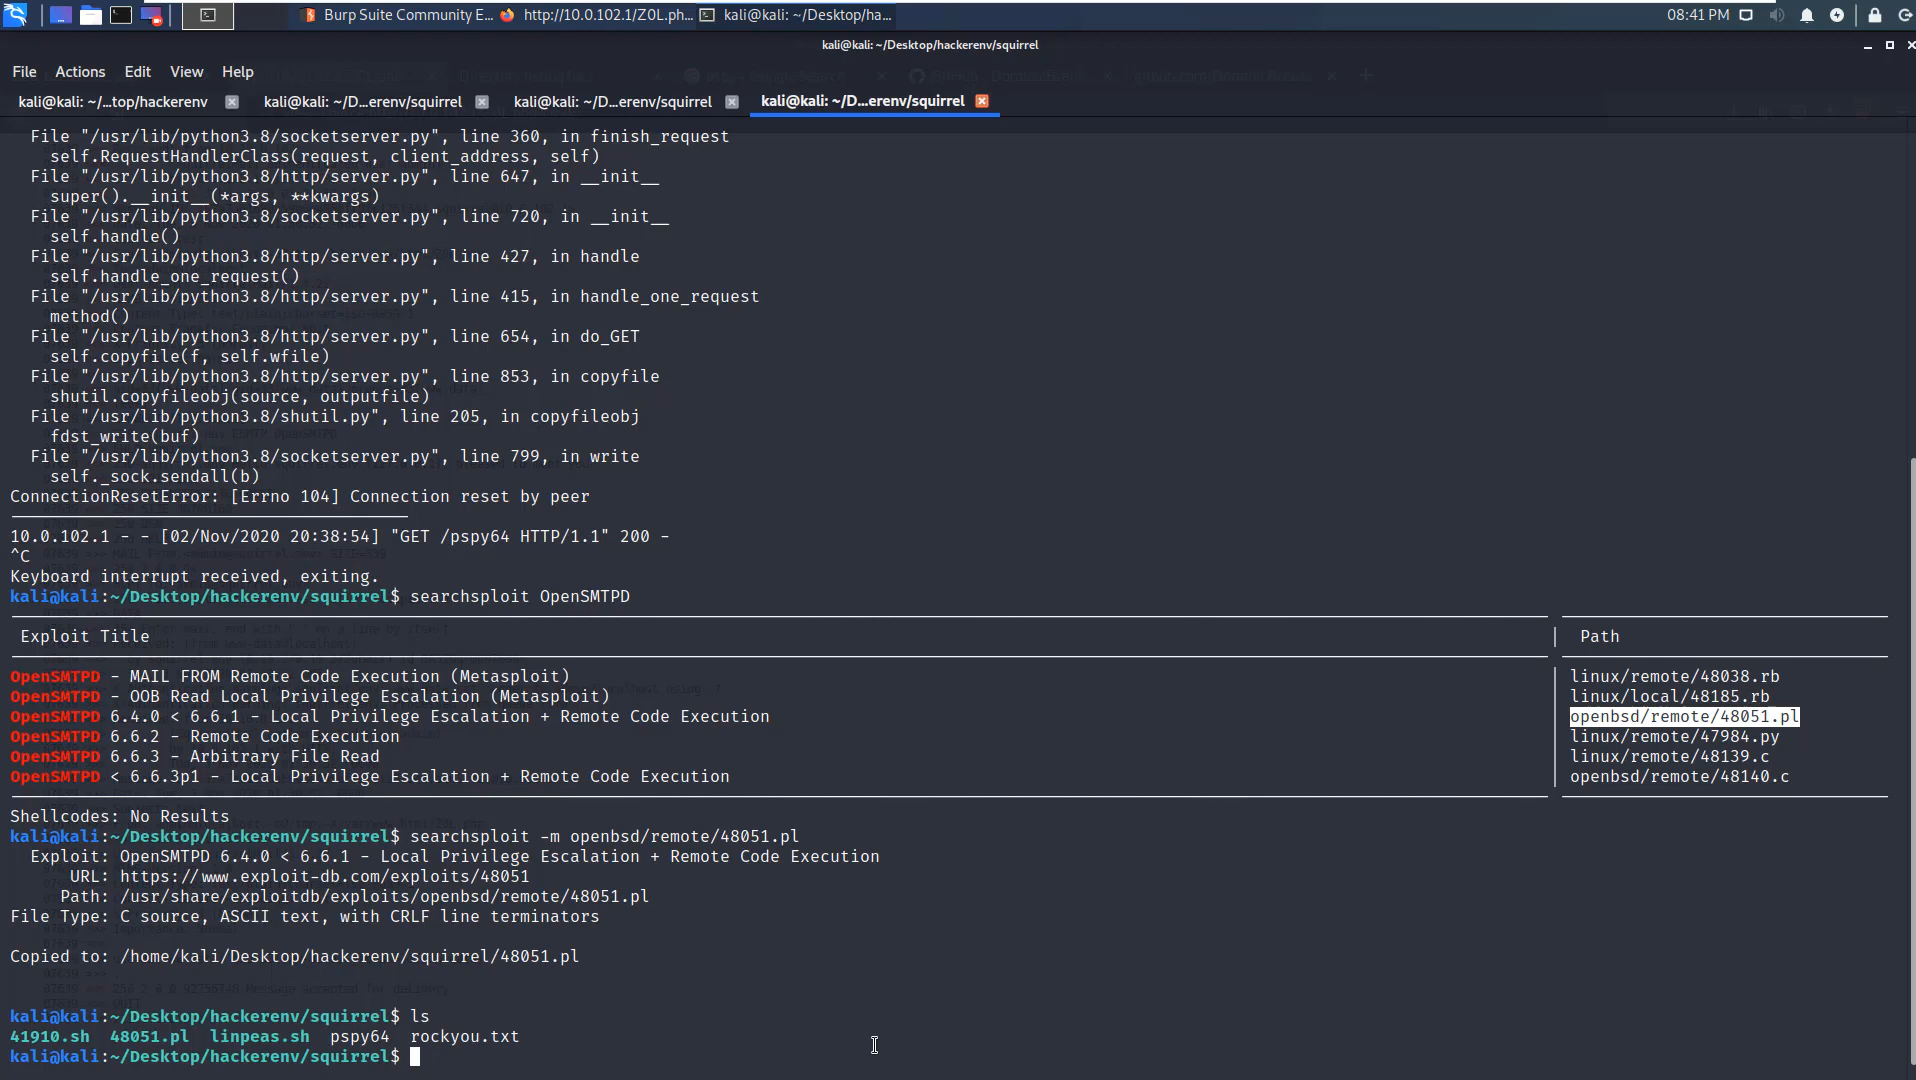 Burp Suite Community E... http://10.0.102.1/Z0L.ph... kali@kali: ~/Desktop/ha... 08:41 PM
kali@kali: ~/Desktop/hackerenv/squirrel
File Actions Edit View Help
kali@kali: ~/...top/hackerenv kali@kali: ~/D...erenv/squirrel kali@kali: ~/D...erenv/squirrel kali@kali: ~/D...erenv/squirrel
File "/usr/lib/python3.8/socketserver.py", line 360, in finish_request
self.RequestHandlerClass(request, client_address, self)
File "/usr/lib/python3.8/http/server.py", line 647, in __init__
super().__init__(*args, **kwargs)
File "/usr/lib/python3.8/socketserver.py", line 720, in __init__
self.handle()
File "/usr/lib/python3.8/http/server.py", line 427, in handle
self.handle_one_request()
File "/usr/lib/python3.8/http/server.py", line 415, in handle_one_request
method()
File "/usr/lib/python3.8/http/server.py", line 654, in do_GET
self.copyfile(f, self.wfile)
File "/usr/lib/python3.8/http/server.py", line 853, in copyfile
shutil.copyfileobj(source, outputfile)
File "/usr/lib/python3.8/shutil.py", line 205, in copyfileobj
fdst_write(buf)
File "/usr/lib/python3.8/socketserver.py", line 799, in write
self._sock.sendall(b)
ConnectionResetError: [Errno 104] Connection reset by peer
10.0.102.1 - - [02/Nov/2020 20:38:54] "GET /pspy64 HTTP/1.1" 200 -
^C
Keyboard interrupt received, exiting.
kali@kali:~/Desktop/hackerenv/squirrel$ searchsploit OpenSMTPD
Exploit Title | Path
OpenSMTPD - MAIL FROM Remote Code Execution (Metasploit) | linux/remote/48038.rb
OpenSMTPD - OOB Read Local Privilege Escalation (Metasploit) | linux/local/48185.rb
OpenSMTPD 6.4.0 < 6.6.1 - Local Privilege Escalation + Remote Code Execution | openbsd/remote/48051.pl
OpenSMTPD 6.6.2 - Remote Code Execution | linux/remote/47984.py
OpenSMTPD 6.6.3 - Arbitrary File Read | linux/remote/48139.c
OpenSMTPD < 6.6.3p1 - Local Privilege Escalation + Remote Code Execution | openbsd/remote/48140.c
Shellcodes: No Results
kali@kali:~/Desktop/hackerenv/squirrel$ searchsploit -m openbsd/remote/48051.pl
Exploit: OpenSMTPD 6.4.0 < 6.6.1 - Local Privilege Escalation + Remote Code Execution
URL: https://www.exploit-db.com/exploits/48051
Path: /usr/share/exploitdb/exploits/openbsd/remote/48051.pl
File Type: C source, ASCII text, with CRLF line terminators
Copied to: /home/kali/Desktop/hackerenv/squirrel/48051.pl
kali@kali:~/Desktop/hackerenv/squirrel$ ls
41910.sh 48051.pl linpeas.sh pspy64 rockyou.txt
kali@kali:~/Desktop/hackerenv/squirrel$